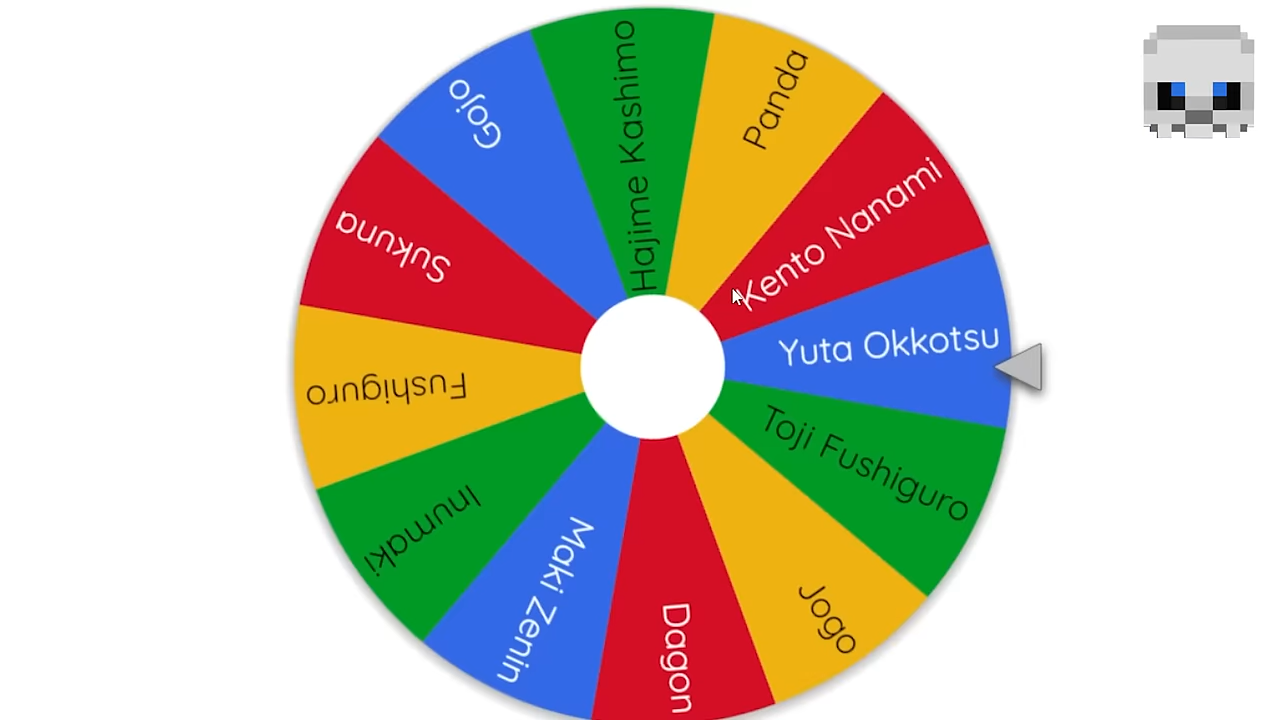 Hajime Kashimo
Panda
Kento Nanami
Yuta Okkotsu
Toji Fushiguro
Jogo
Dagon
Maki Zenin
Inumaki
Fushiguro
Sukuna
Gojo